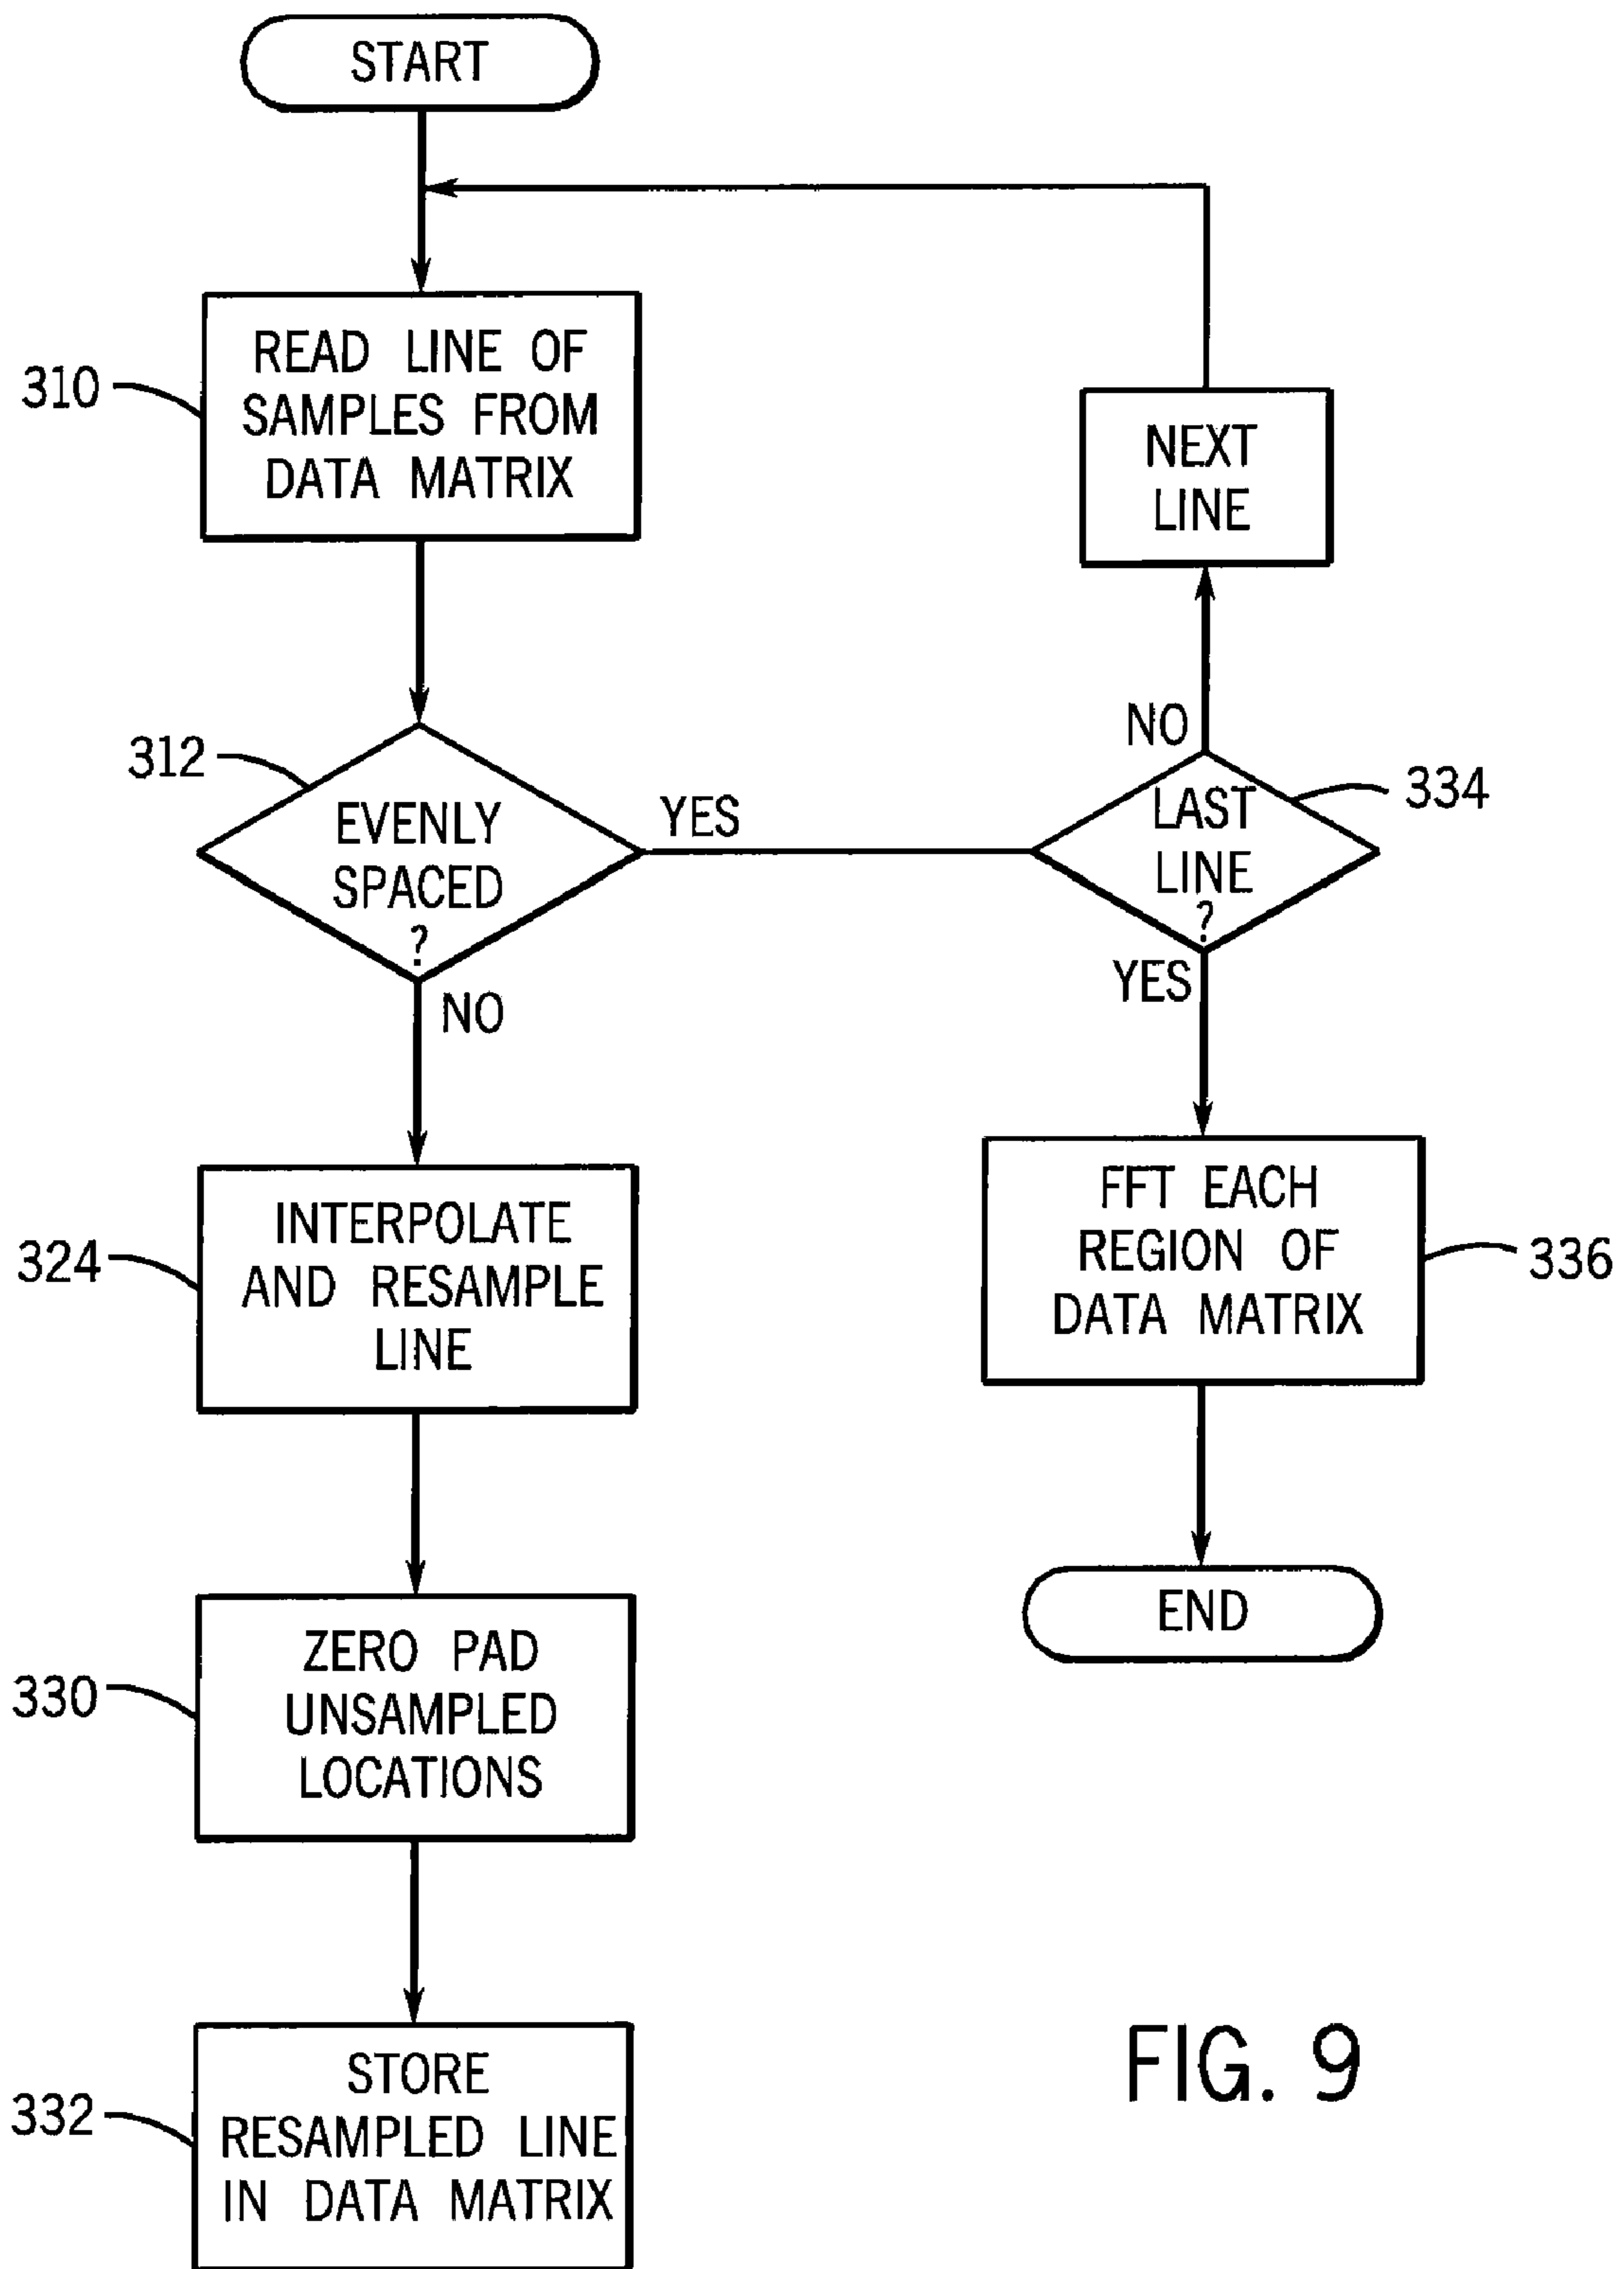 START
310
READ LINE OF
SAMPLES FROM
DATA MATRIX
NEXT
LINE
312
EVENLY
SPACED
?
YES
NO
NO
334
LAST
LINE
?
YES
324
INTERPOLATE
AND RESAMPLE
LINE
FFT EACH
REGION OF
DATA MATRIX
336
330
ZERO PAD
UNSAMPLED
LOCATIONS
END
332
STORE
RESAMPLED LINE
IN DATA MATRIX
FIG. 9